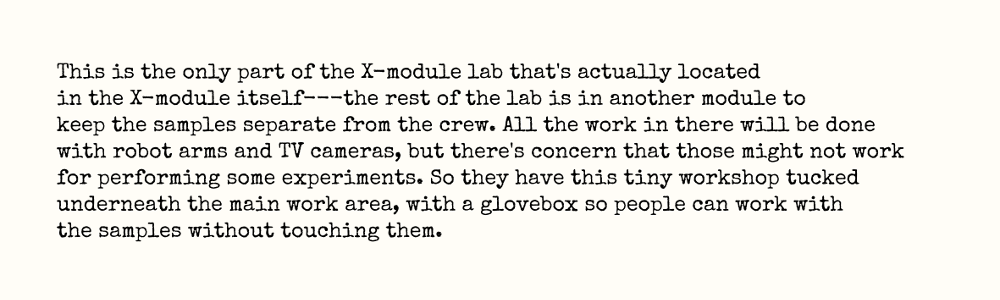 This is the only part of the X-module lab that's actually located
in the X-module itself---the rest of the lab is in another module to
keep the samples separate from the crew. All the work in there will be done
with robot arms and TV cameras, but there's concern that those might not work
for performing some experiments. So they have this tiny workshop tucked
underneath the main work area, with a glovebox so people can work with
the samples without touching them.